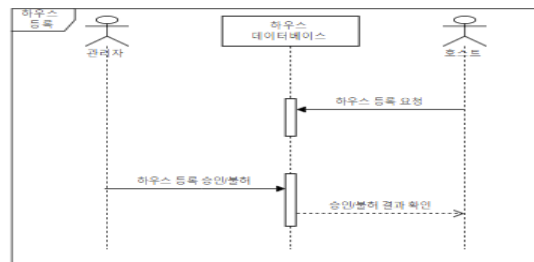 하우스
등록
하우스
데이터베이스
관리자
호스트
하우스 등록 요청
하우스 등록 승인/불허
승인/불허 결과 확인